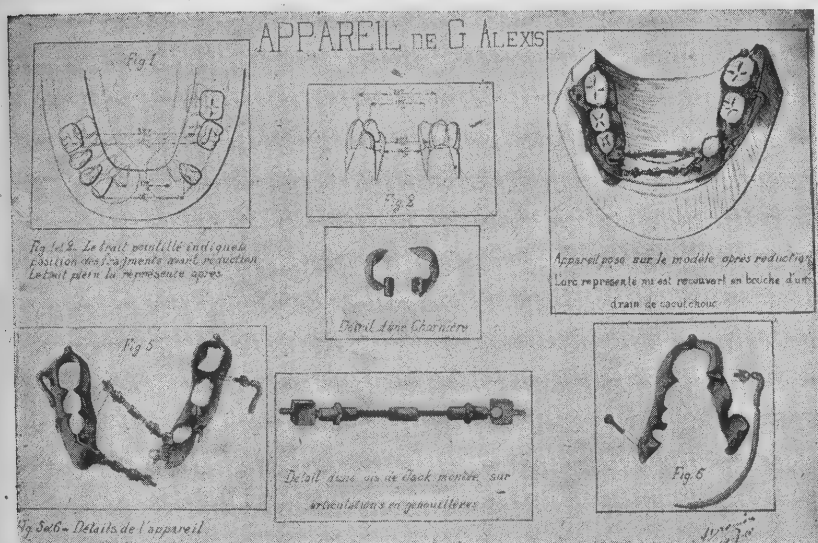 APPAREIL DE G ALEXIS
Fig 1
Fig. 1 et 2 - Le trait pointillé indique la
position des fragments avant réduction
Le trait plein la représente après
Fig 2
Appareil posé sur le modèle après réduction
L'arc représenté nu est recouvert en bouche d'un
drain de caoutchouc
Détail d'une Charnière
Fig 5
Fig. 5 et 6 - Détails de l'appareil
Détail d'une vis de Jack montée sur
articulations en genouillères
Fig. 6